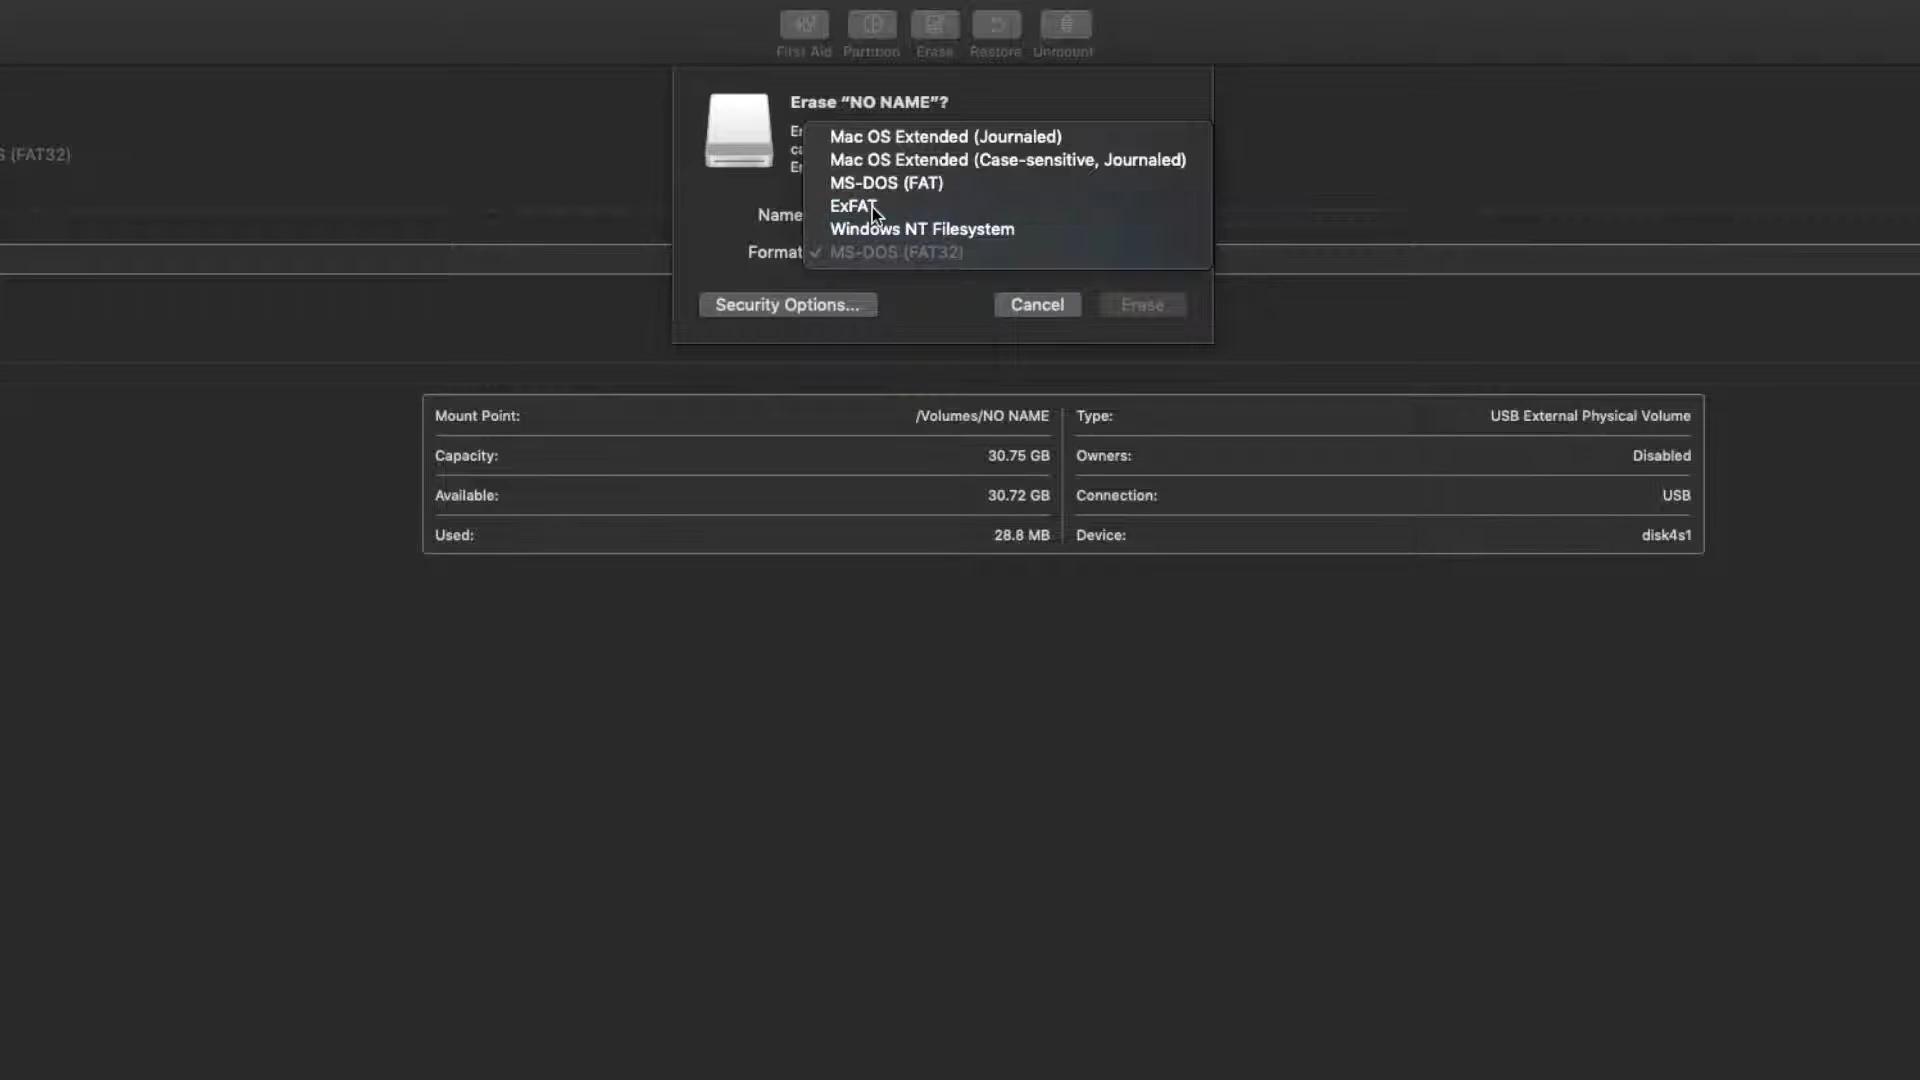 First Aid Partition Erase Restore Unmount
Erase “NO NAME”?
S (FAT32)
Mac OS Extended (Journaled)
Mac OS Extended (Case-sensitive, Journaled)
MS-DOS (FAT)
ExFAT
Windows NT Filesystem
Name
Format ✓ MS-DOS (FAT32)
Security Options... Cancel Erase
Mount Point: /Volumes/NO NAME Type: USB External Physical Volume
Capacity: 30.75 GB Owners: Disabled
Available: 30.72 GB Connection: USB
Used: 28.8 MB Device: disk4s1